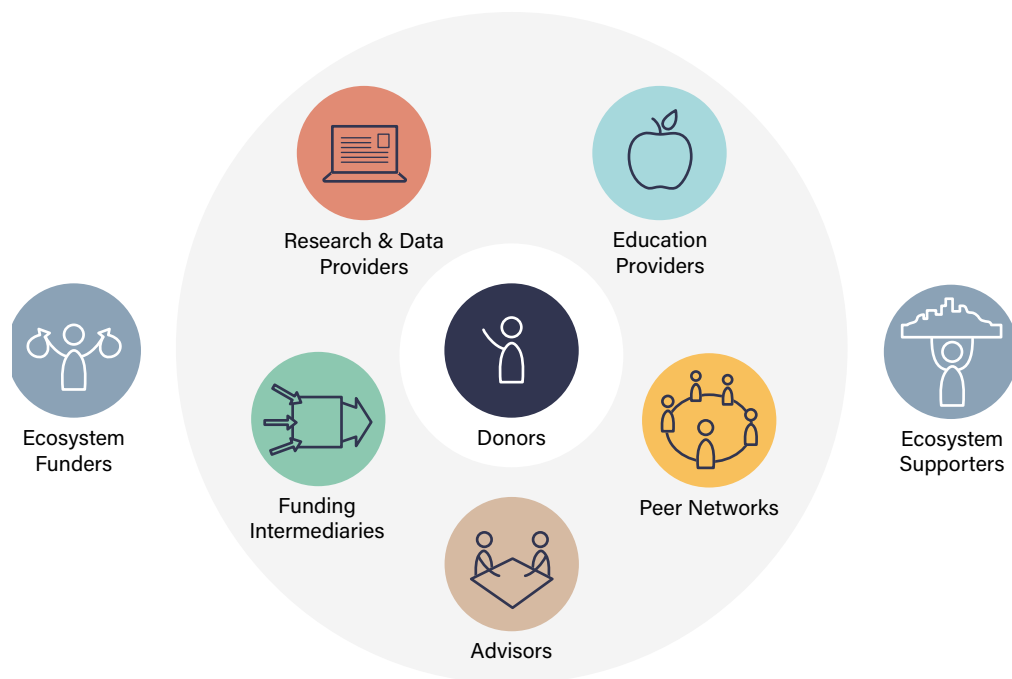 Research & Data
Providers
Education
Providers
Ecosystem
Funders
Donors
Ecosystem
Supporters
Funding
Intermediaries
Peer Networks
Advisors